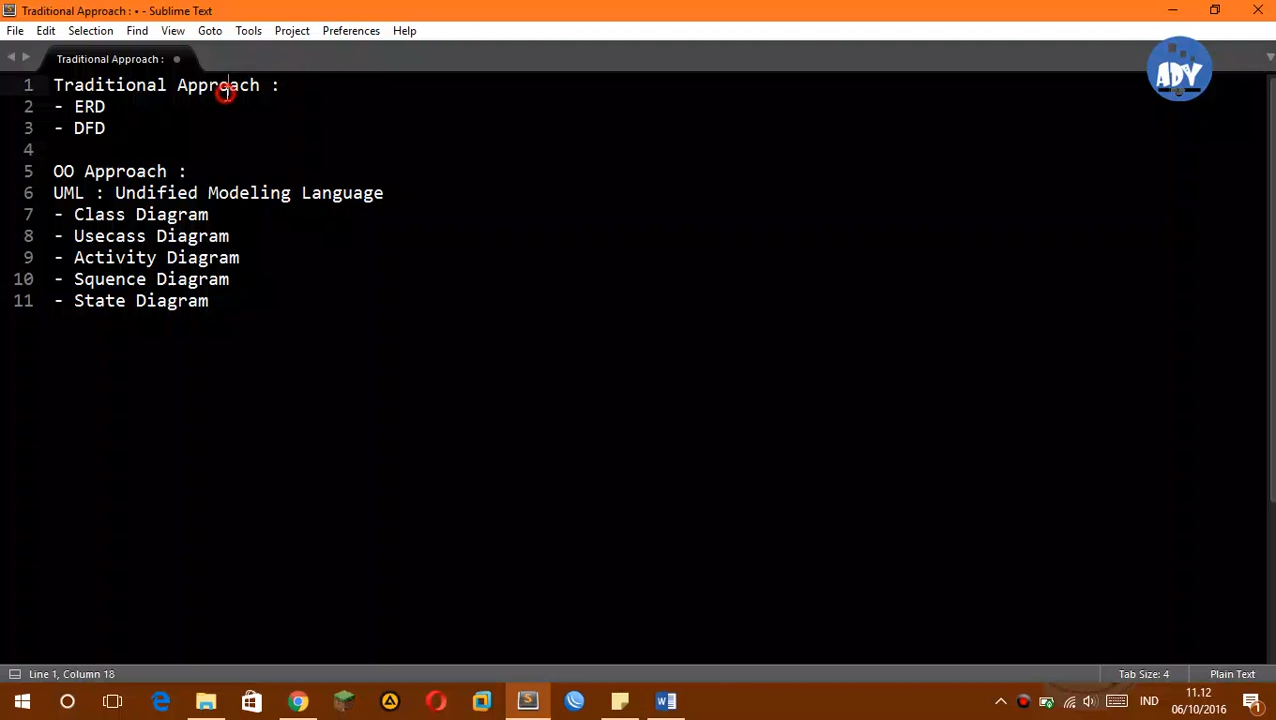 Traditional Approach : • - Sublime Text
File Edit Selection Find View Goto Tools Project Preferences Help
Traditional Approach :
ADY
1 Traditional Approach :
2 - ERD
3 - DFD
4
5 OO Approach :
6 UML : Undified Modeling Language
7 - Class Diagram
8 - Usecass Diagram
9 - Activity Diagram
10 - Squence Diagram
11 - State Diagram
Line 1, Column 18 Tab Size: 4 Plain Text
IND 11.12
06/10/2016